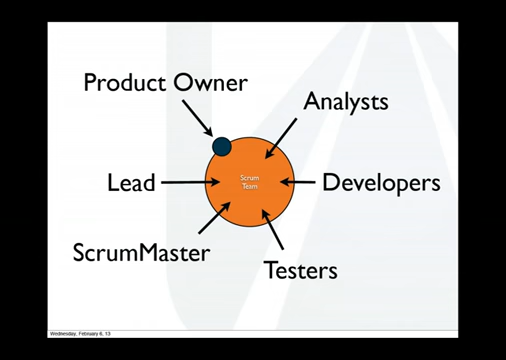 Product Owner
Analysts
Scrum
Team
Lead
Developers
ScrumMaster
Testers
Wednesday, February 6, 13